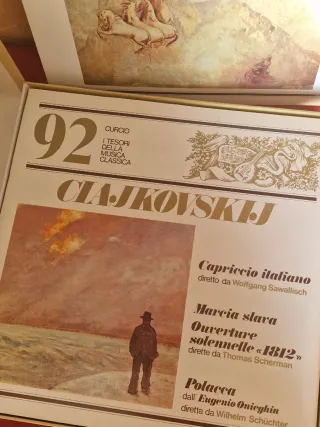 92
CURCIO
I TESORI
DELLA
MUSICA
CLASSICA
CIAJKOVSKIJ
Capriccio italiano
diretto da Wolfgang Sawallisch
Marcia slava
Ouverture
solennelle «1812»
dirette da Thomas Scherman
Polacca
dall'Eugenio Onieghin
diretta da Wilhelm Schüchter